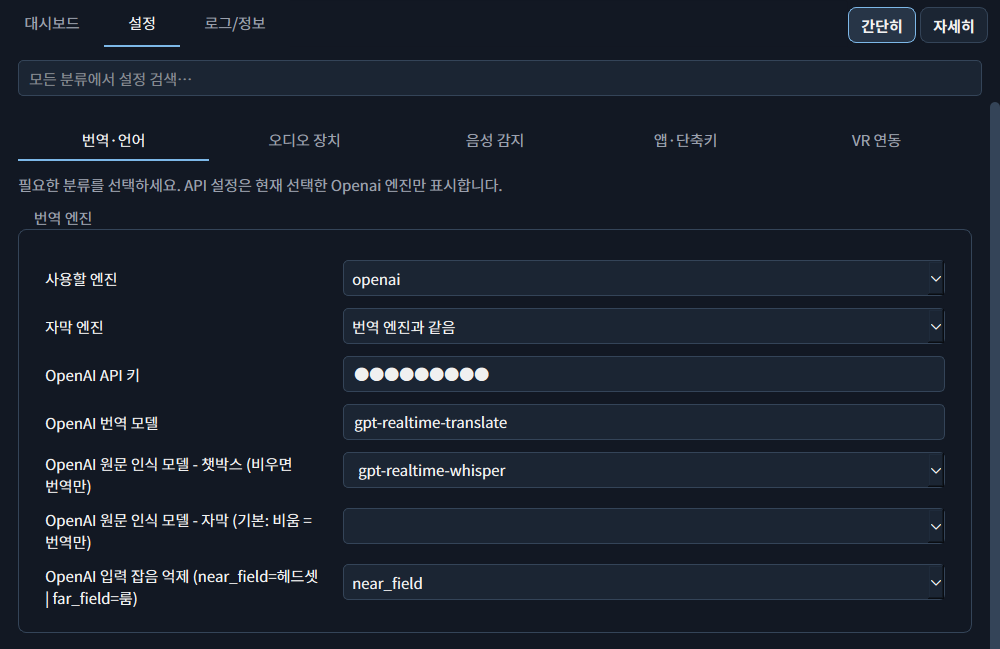 대시보드 설정 로그/정보 간단히 자세히
모든 분류에서 설정 검색…
번역·언어 오디오 장치 음성 감지 앱·단축키 VR 연동
필요한 분류를 선택하세요. API 설정은 현재 선택한 Openai 엔진만 표시합니다.
번역 엔진
사용할 엔진 openai
자막 엔진 번역 엔진과 같음
OpenAI API 키 ●●●●●●●●●
OpenAI 번역 모델 gpt-realtime-translate
OpenAI 원문 인식 모델 - 챗박스 (비우면
번역만) gpt-realtime-whisper
OpenAI 원문 인식 모델 - 자막 (기본: 비움 =
번역만)
OpenAI 입력 잡음 억제 (near_field=헤드셋
| far_field=룸) near_field